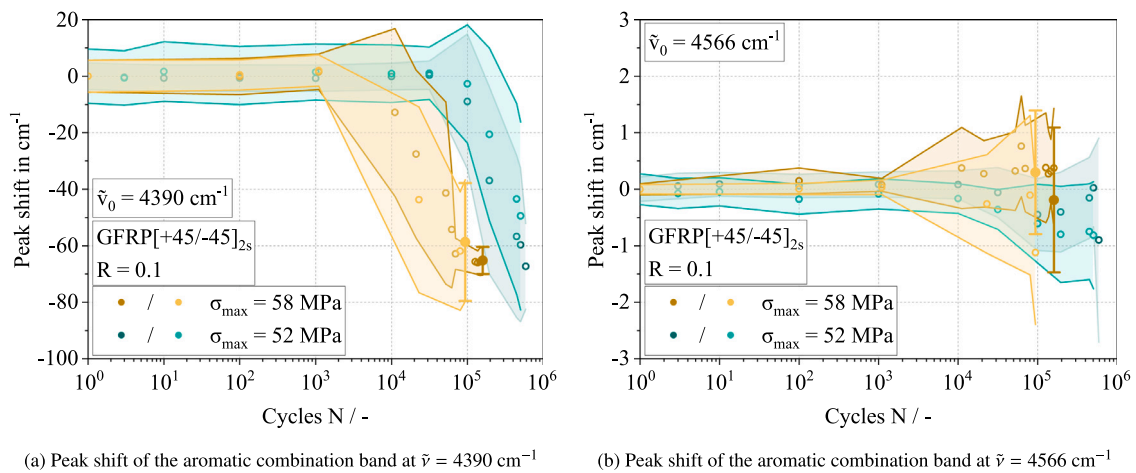 20
0
-20
-40
-60
-80
-100
Peak shift in cm⁻¹
ṽ₀ = 4390 cm⁻¹
GFRP[+45/-45]₂ₛ
R = 0.1
/ σₘₐₓ = 58 MPa
/ σₘₐₓ = 52 MPa
10⁰ 10¹ 10² 10³ 10⁴ 10⁵ 10⁶
Cycles N / -
(a) Peak shift of the aromatic combination band at ṽ = 4390 cm⁻¹
3
2
1
0
-1
-2
-3
Peak shift in cm⁻¹
ṽ₀ = 4566 cm⁻¹
GFRP[+45/-45]₂ₛ
R = 0.1
/ σₘₐₓ = 58 MPa
/ σₘₐₓ = 52 MPa
10⁰ 10¹ 10² 10³ 10⁴ 10⁵ 10⁶
Cycles N / -
(b) Peak shift of the aromatic combination band at ṽ = 4566 cm⁻¹